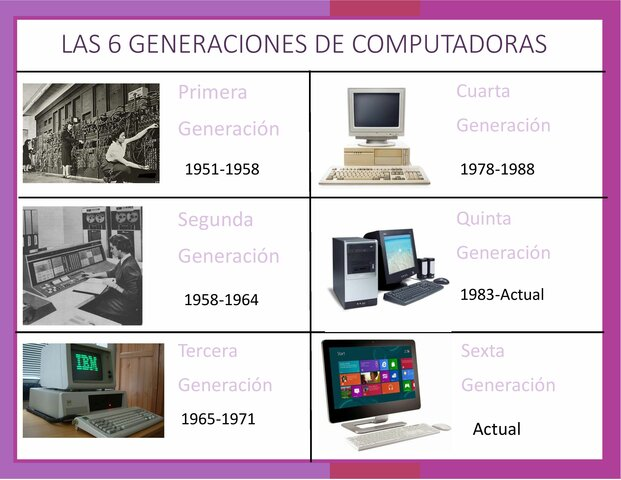 LAS 6 GENERACIONES DE COMPUTADORAS
Primera
Generación
1951-1958
Cuarta
Generación
1978-1988
Segunda
Generación
1958-1964
Quinta
Generación
1983-Actual
Tercera
Generación
1965-1971
IBM
Sexta
Generación
Actual
Start